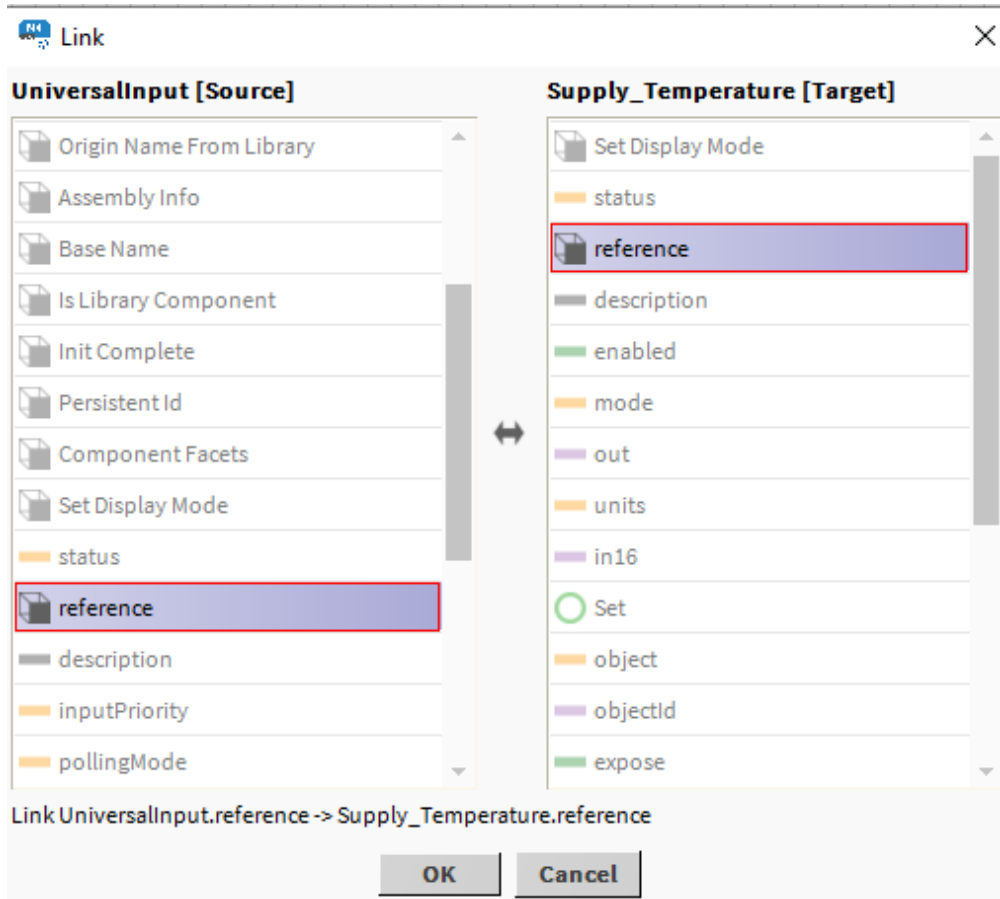 N4
Link
UniversalInput [Source]
Origin Name From Library
Assembly Info
Base Name
Is Library Component
Init Complete
Persistent Id
Component Facets
Set Display Mode
status
reference
description
inputPriority
pollingMode
Supply_Temperature [Target]
Set Display Mode
status
reference
description
enabled
mode
out
units
in16
Set
object
objectId
expose
Link UniversalInput.reference -> Supply_Temperature.reference
OK
Cancel